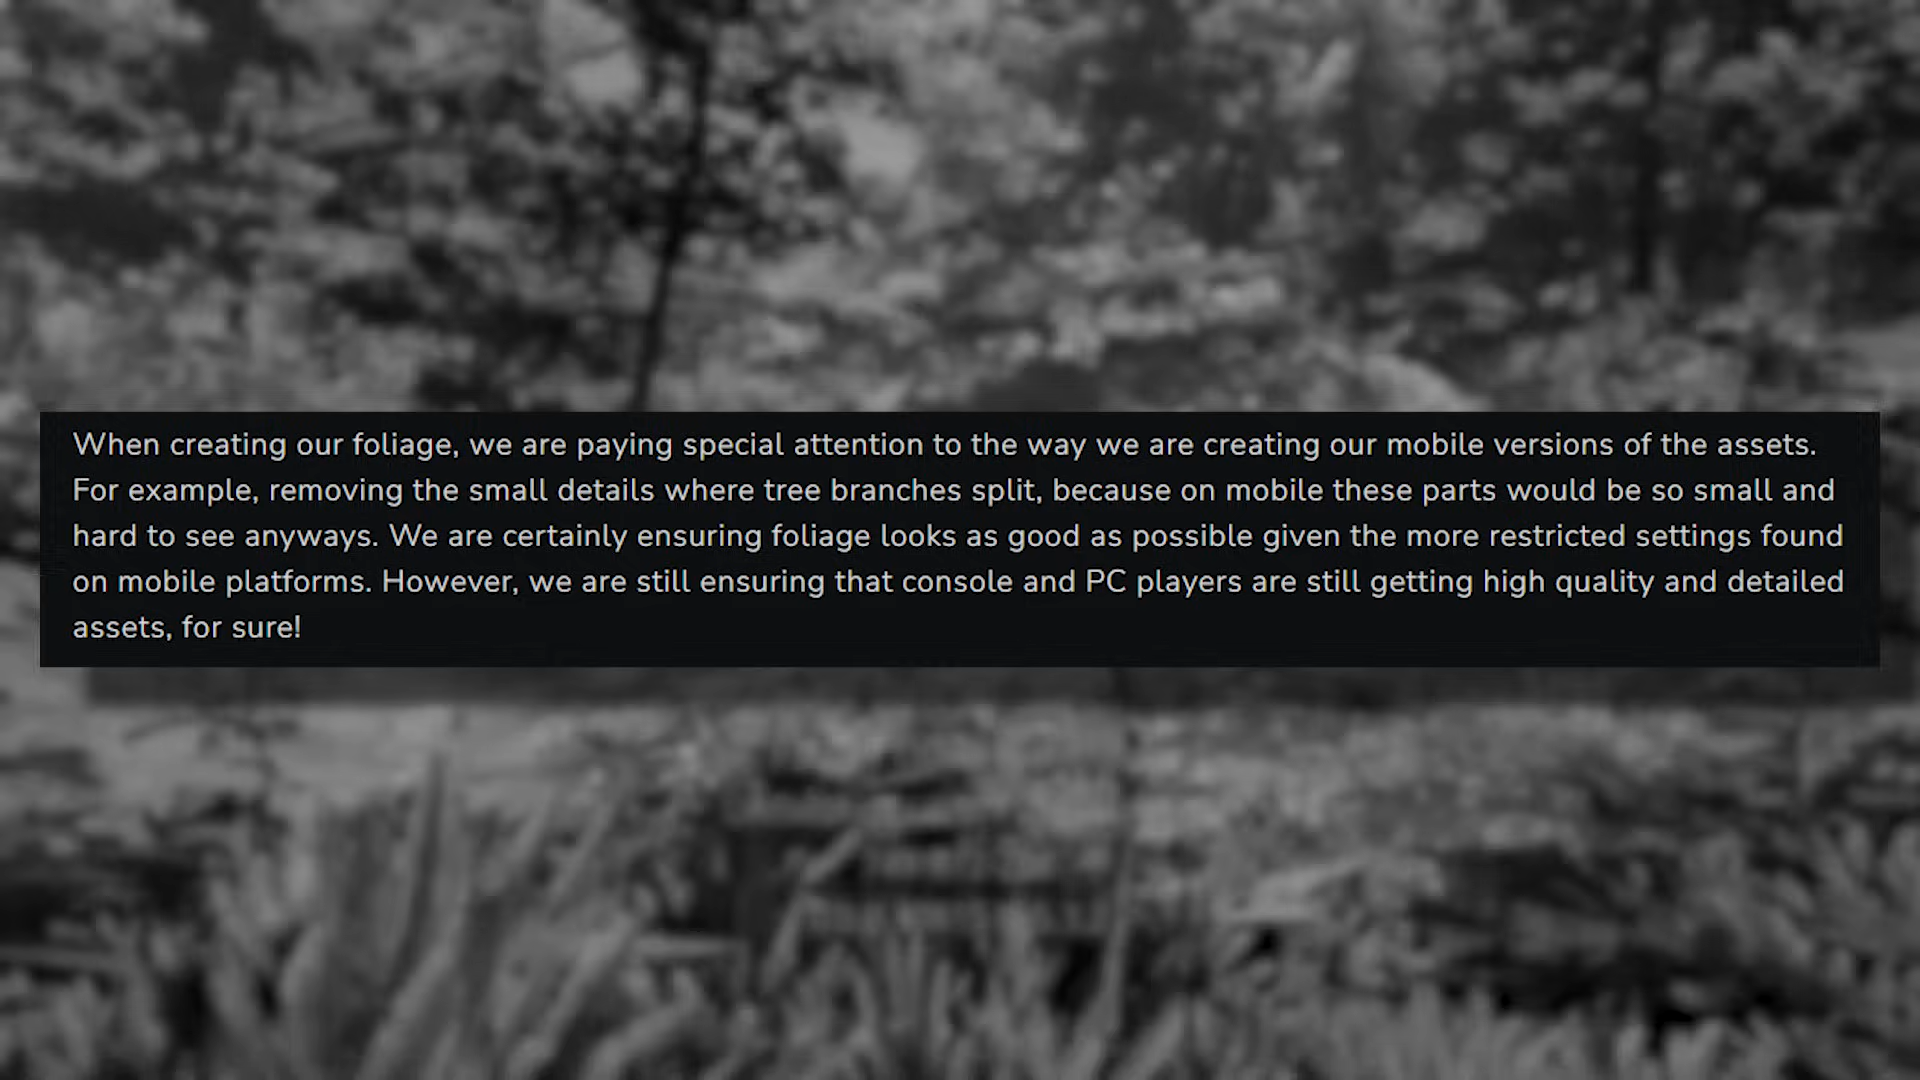 When creating our foliage, we are paying special attention to the way we are creating our mobile versions of the assets.
For example, removing the small details where tree branches split, because on mobile these parts would be so small and
hard to see anyways. We are certainly ensuring foliage looks as good as possible given the more restricted settings found
on mobile platforms. However, we are still ensuring that console and PC players are still getting high quality and detailed
assets, for sure!